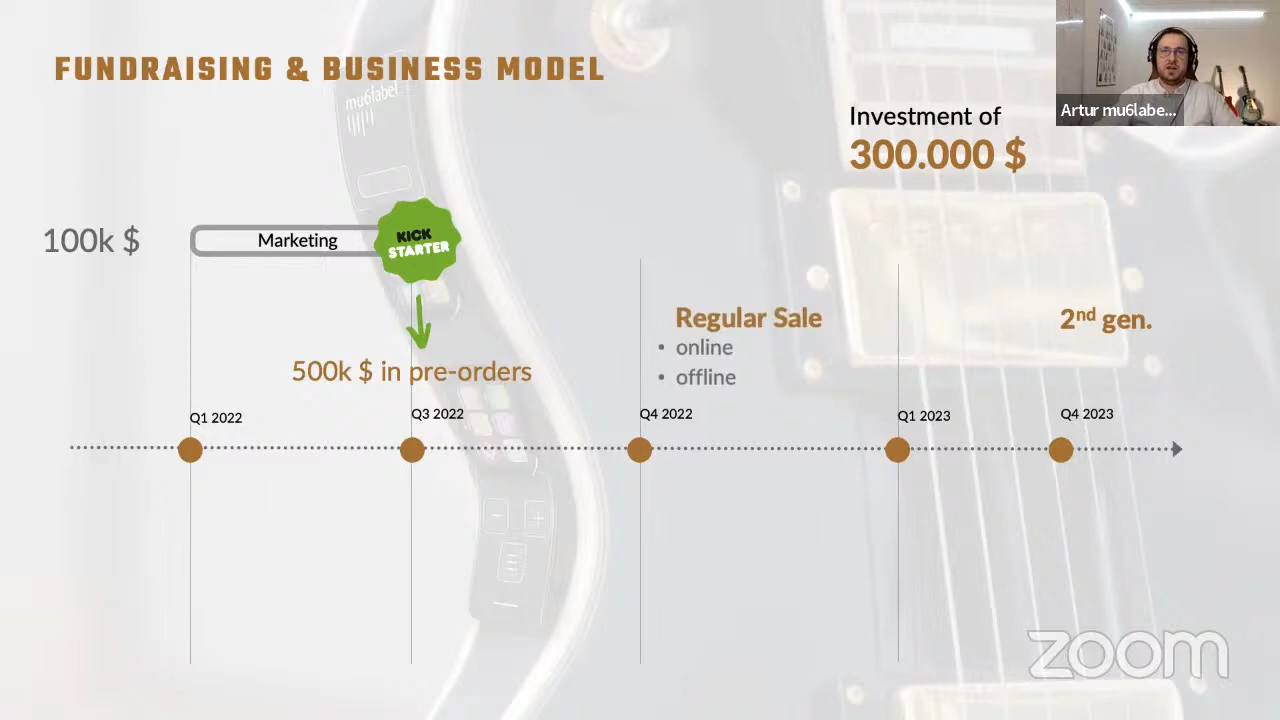 FUNDRAISING & BUSINESS MODEL
mu6label
Artur mu6labe...
Investment of
300.000 $
100k $
Marketing
KICK
STARTER
500k $ in pre-orders
Regular Sale
• online
• offline
2nd gen.
Q1 2022
Q3 2022
Q4 2022
Q1 2023
Q4 2023
zoom